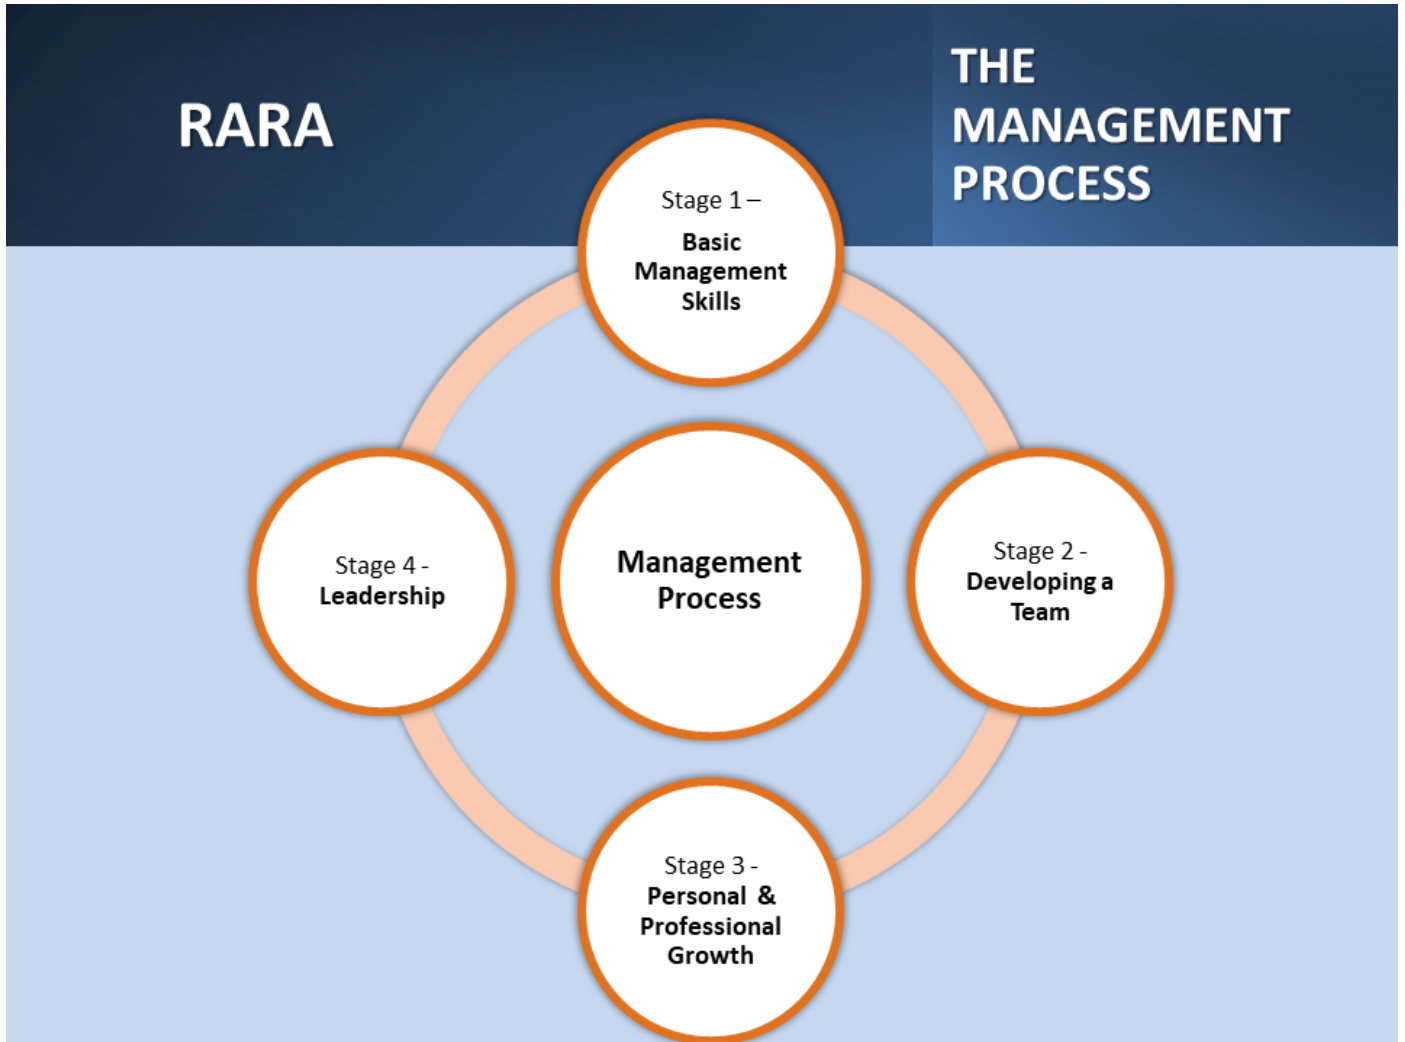 RARA
THE
MANAGEMENT
PROCESS
Stage 1 –
Basic
Management
Skills
Stage 2 -
Developing a
Team
Stage 3 -
Personal & 
Professional
Growth
Stage 4 -
Leadership
Management
Process